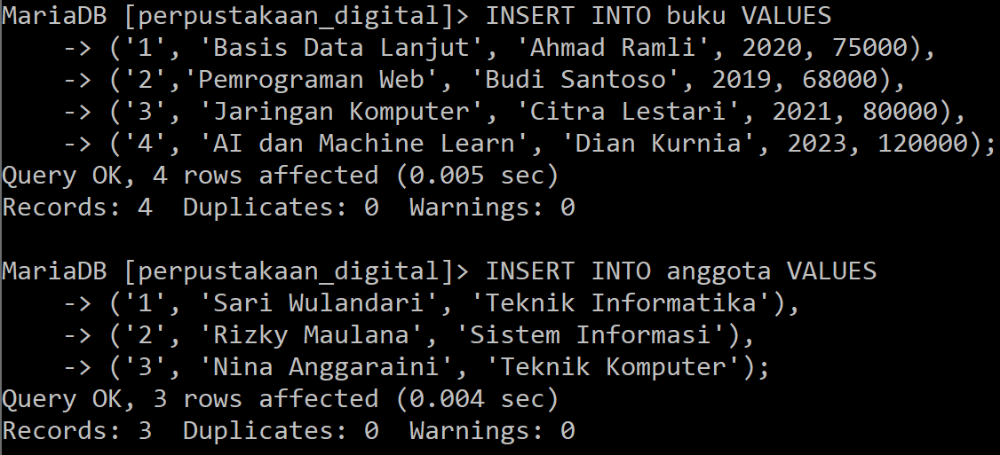 MariaDB [perpustakaan_digital]> INSERT INTO buku VALUES
    -> ('1', 'Basis Data Lanjut', 'Ahmad Ramli', 2020, 75000),
    -> ('2','Pemrograman Web', 'Budi Santoso', 2019, 68000),
    -> ('3', 'Jaringan Komputer', 'Citra Lestari', 2021, 80000),
    -> ('4', 'AI dan Machine Learn', 'Dian Kurnia', 2023, 120000);
Query OK, 4 rows affected (0.005 sec)
Records: 4  Duplicates: 0  Warnings: 0

MariaDB [perpustakaan_digital]> INSERT INTO anggota VALUES
    -> ('1', 'Sari Wulandari', 'Teknik Informatika'),
    -> ('2', 'Rizky Maulana', 'Sistem Informasi'),
    -> ('3', 'Nina Anggaraini', 'Teknik Komputer');
Query OK, 3 rows affected (0.004 sec)
Records: 3  Duplicates: 0  Warnings: 0